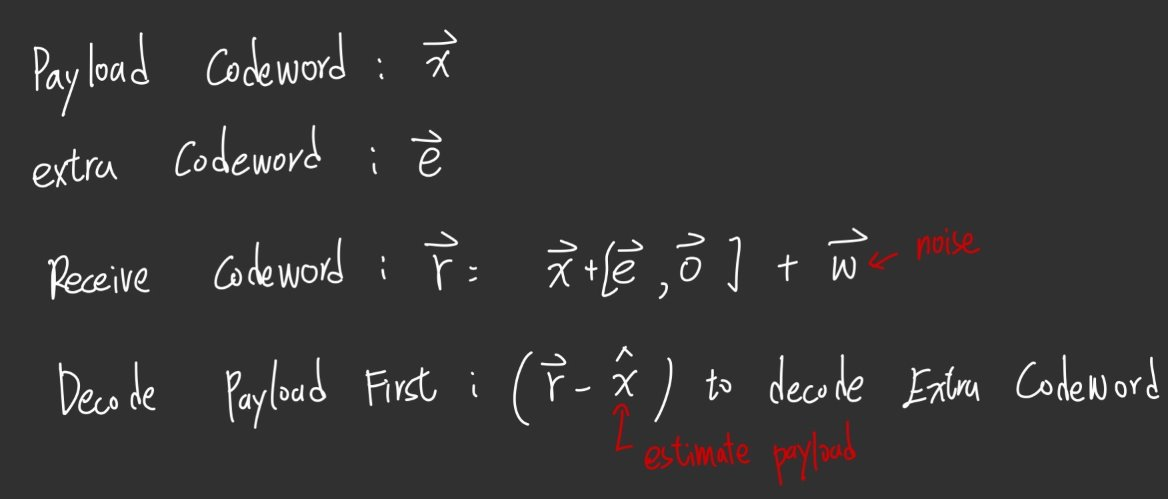 Payload Codeword : x⃗
extra Codeword : e⃗
Receive Codeword : r⃗ = x⃗ + [e⃗ , 0⃗ ] + w⃗ ← noise
Decode Payload First : (r⃗ - x̂) to decode Extra Codeword
estimate payload